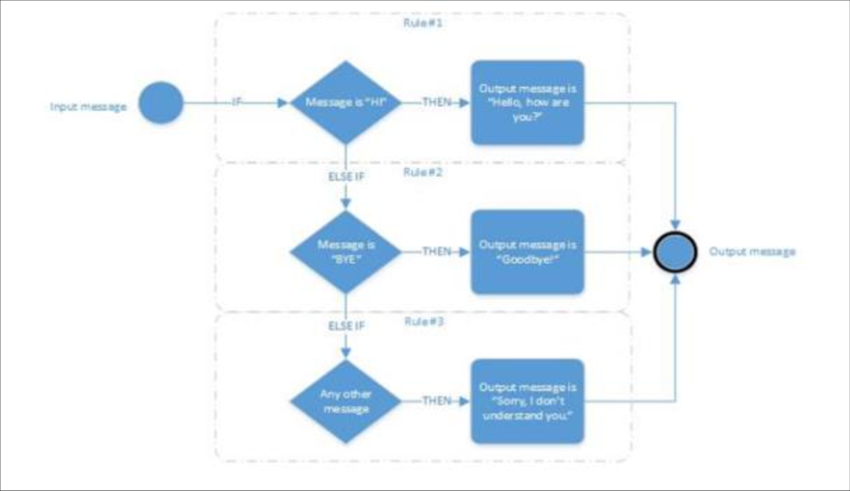 Rule#1
Input message
IF
Message is "HI"
THEN
Output message is
"Hello, how are
you?"
ELSE IF
Rule#2
Message is
"BYE"
THEN
Output message is
"Goodbye!"
Output message
ELSE IF
Rule#3
Any other
message
THEN
Output message is
"Sorry, I don't
understand you."